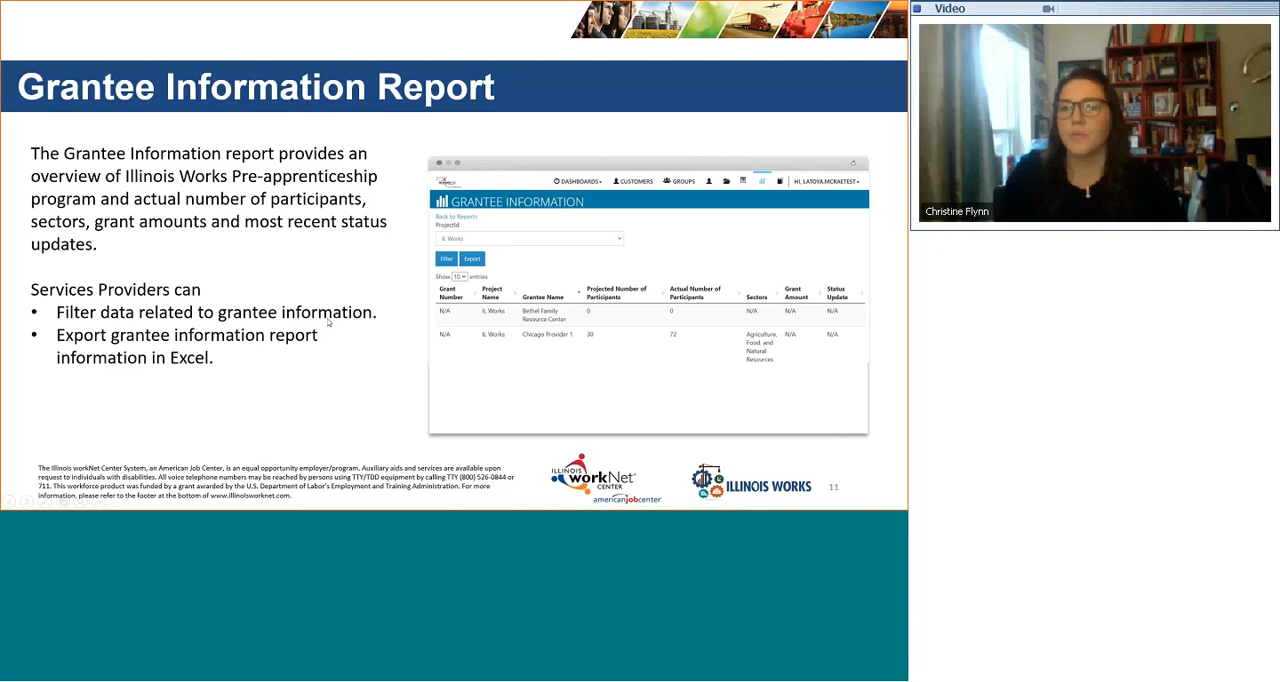 Video
Grantee Information Report
The Grantee Information report provides an
overview of Illinois Works Pre-apprenticeship
program and actual number of participants,
sectors, grant amounts and most recent status
updates.
Services Providers can
• Filter data related to grantee information.
• Export grantee information report
information in Excel.
DASHBOARDS
CUSTOMERS
GROUPS
HI, LATOYA.MCRAETEST
GRANTEE INFORMATION
Back to Reports
ProjectId
IL Works
Filter
Export
Show 10 entries
Grant Number
Project Name
Grantee Name
Projected Number of Participants
Actual Number of Participants
Sectors
Grant Amount
Status Update
N/A IL Works Bethel Family Resource Center 0 0 N/A N/A N/A
N/A IL Works Chicago Provider 1 30 72 Agriculture, Food, and Natural Resources N/A N/A
The Illinois workNet Center System, an American Job Center, is an equal opportunity employer/program. Auxiliary aids and services are available upon
request to individuals with disabilities. All voice telephone numbers may be reached by persons using TTY/TDD equipment by calling TTY (800) 526-0844 or
711. This workforce product was funded by a grant awarded by the U.S. Department of Labor's Employment and Training Administration. For more
information, please refer to the footer at the bottom of www.illinoisworknet.com.
ILLINOIS
workNet
CENTER
americanjobcenter
ILLINOIS WORKS
11
Christine Flynn